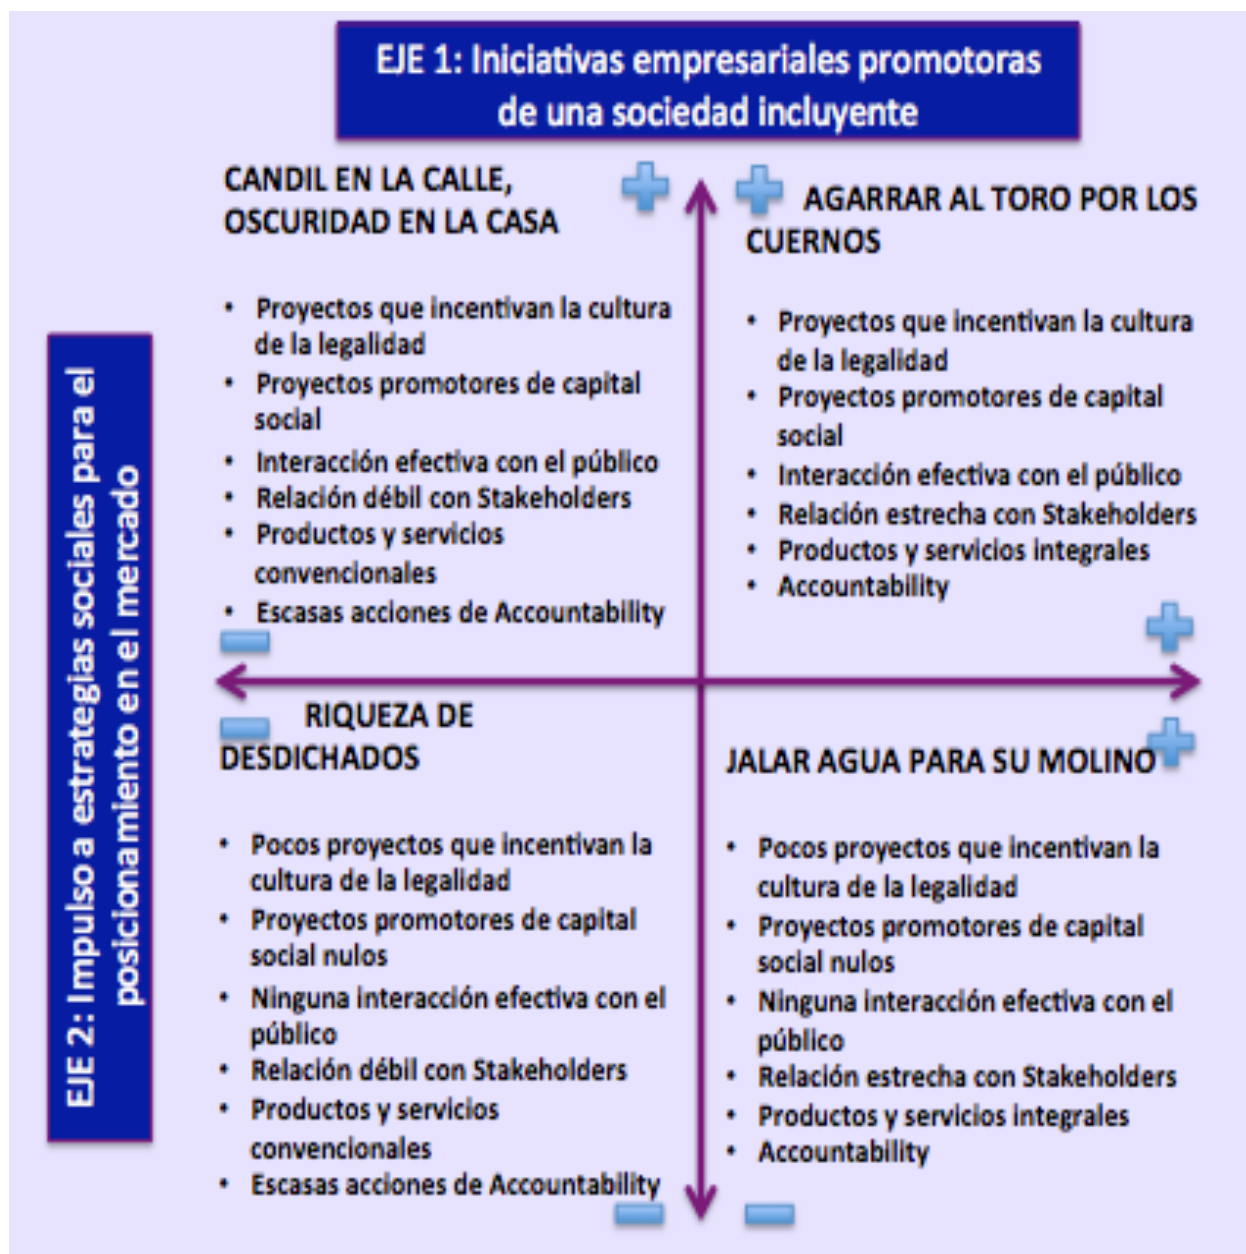 EJE 1: Iniciativas empresariales promotoras
de una sociedad incluyente
EJE 2: Impulso a estrategias sociales para el
posicionamiento en el mercado
CANDIL EN LA CALLE,
OSCURIDAD EN LA CASA
• Proyectos que incentivan la cultura
de la legalidad
• Proyectos promotores de capital
social
• Interacción efectiva con el público
• Relación débil con Stakeholders
• Productos y servicios
convencionales
• Escasas acciones de Accountability
AGARRAR AL TORO POR LOS
CUERNOS
• Proyectos que incentivan la cultura
de la legalidad
• Proyectos promotores de capital
social
• Interacción efectiva con el público
• Relación estrecha con Stakeholders
• Productos y servicios integrales
• Accountability
RIQUEZA DE
DESDICHADOS
• Pocos proyectos que incentivan la
cultura de la legalidad
• Proyectos promotores de capital
social nulos
• Ninguna interacción efectiva con el
público
• Relación débil con Stakeholders
• Productos y servicios
convencionales
• Escasas acciones de Accountability
JALAR AGUA PARA SU MOLINO
• Pocos proyectos que incentivan la
cultura de la legalidad
• Proyectos promotores de capital
social nulos
• Ninguna interacción efectiva con el
público
• Relación estrecha con Stakeholders
• Productos y servicios integrales
• Accountability